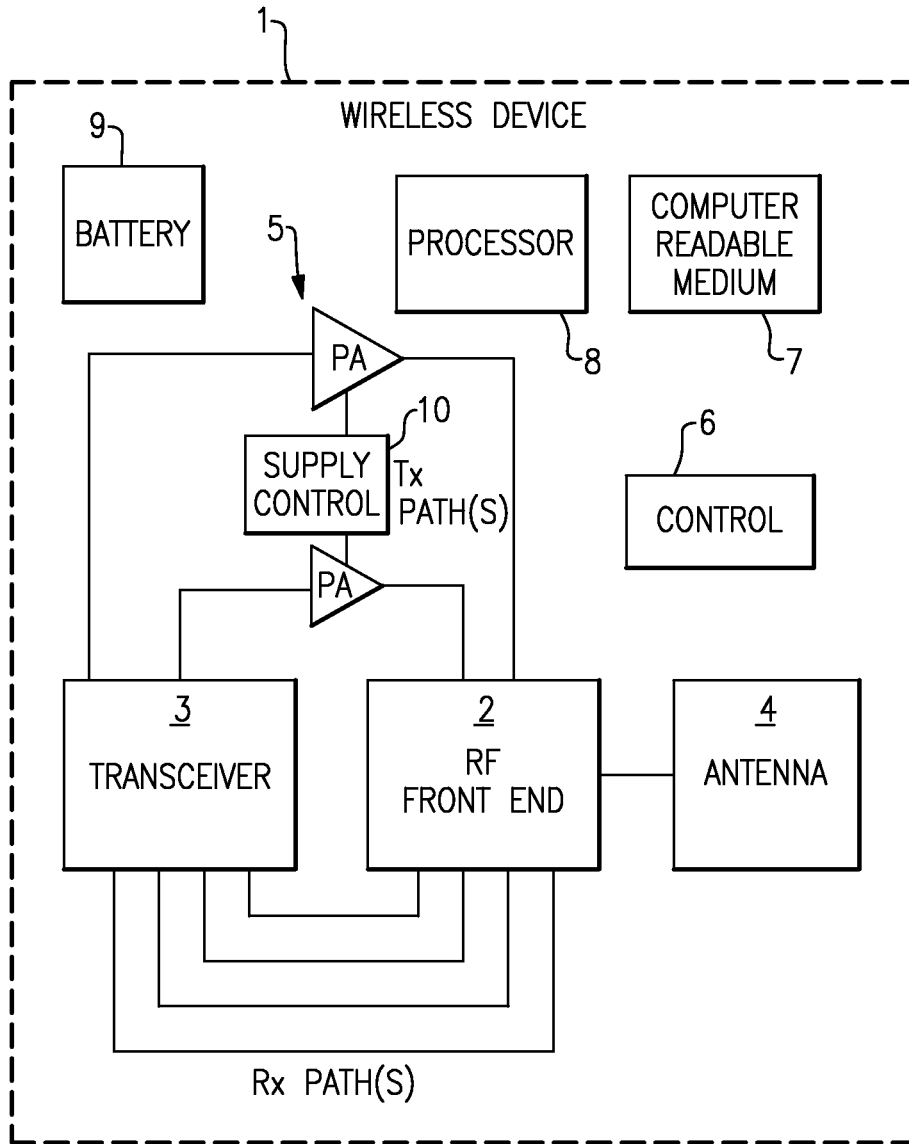 1
WIRELESS DEVICE
9
BATTERY
5
PROCESSOR
8
COMPUTER
READABLE
MEDIUM
7
PA
10
SUPPLY
CONTROL
Tx
PATH(S)
6
CONTROL
PA
3
TRANSCEIVER
2
RF
FRONT END
4
ANTENNA
Rx PATH(S)